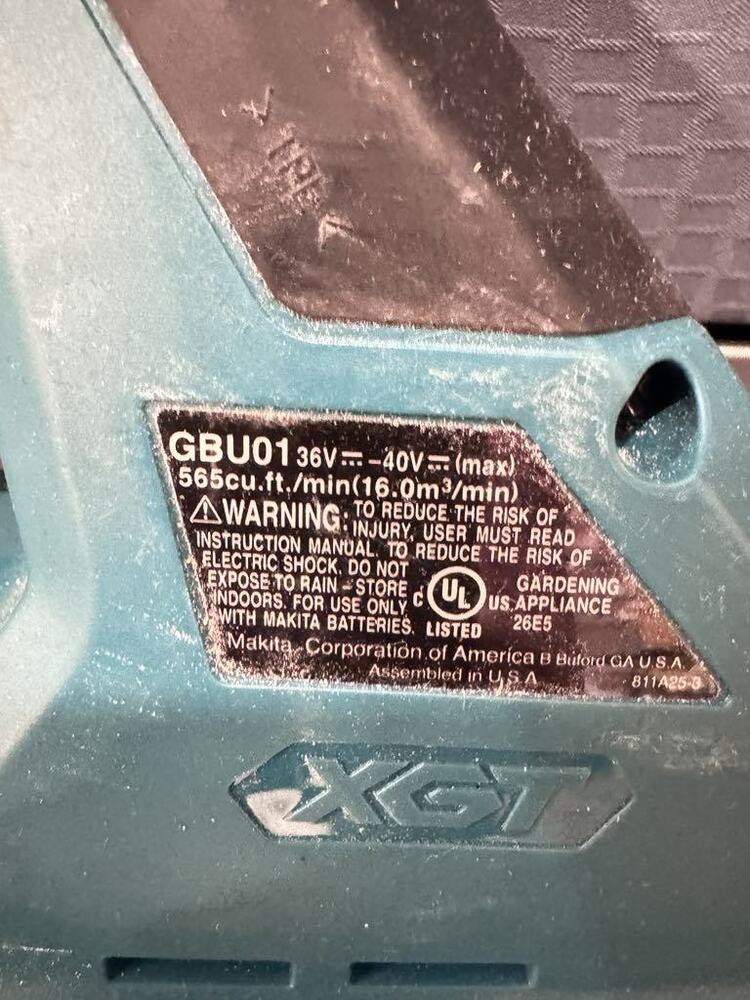 > TPE <
GBU01 36V⎓-40V⎓(max)
565cu.ft./min(16.0m³/min)
⚠WARNING: TO REDUCE THE RISK OF
INJURY, USER MUST READ
INSTRUCTION MANUAL. TO REDUCE THE RISK OF
ELECTRIC SHOCK. DO NOT
EXPOSE TO RAIN - STORE
INDOORS. FOR USE ONLY
WITH MAKITA BATTERIES.
C UL US
LISTED
GARDENING
APPLIANCE
26E5
Makita Corporation of America B Buford GA U.S.A
Assembled in U.S.A
811A25-3
XGT